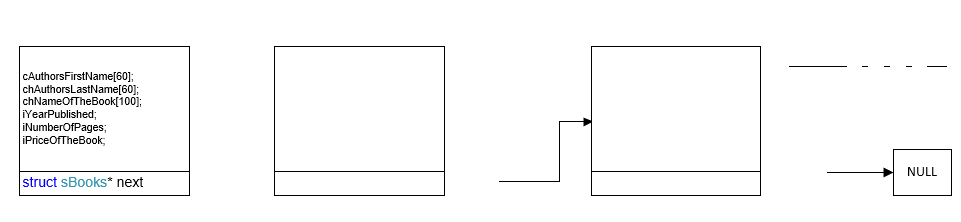 cAuthorsFirstName[60];
chAuthorsLastName[60];
chNameOfTheBook[100];
iYearPublished;
iNumberOfPages;
iPriceOfTheBook;
struct sBooks* next
NULL